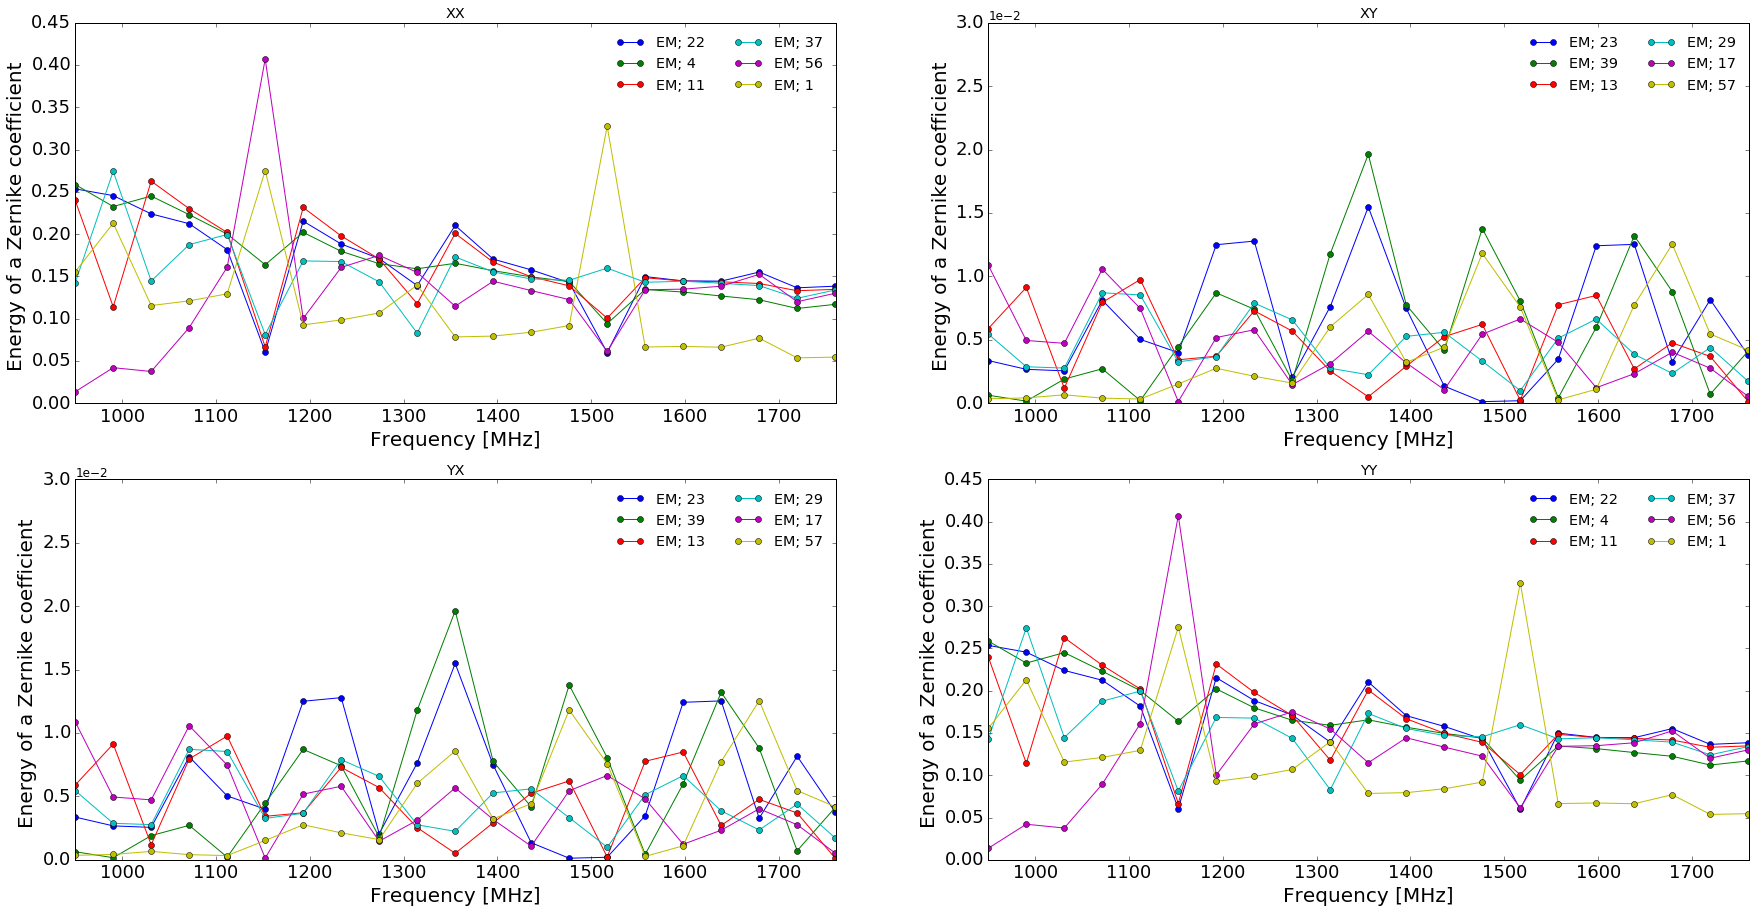 XX
Energy of a Zernike coefficient
0.45
0.40
0.35
0.30
0.25
0.20
0.15
0.10
0.05
0.00
EM; 22
EM; 4
EM; 11
EM; 37
EM; 56
EM; 1
1000 1100 1200 1300 1400 1500 1600 1700
Frequency [MHz]
XY
1e−2
Energy of a Zernike coefficient
3.0
2.5
2.0
1.5
1.0
0.5
0.0
EM; 23
EM; 39
EM; 13
EM; 29
EM; 17
EM; 57
1000 1100 1200 1300 1400 1500 1600 1700
Frequency [MHz]
YX
1e−2
Energy of a Zernike coefficient
3.0
2.5
2.0
1.5
1.0
0.5
0.0
EM; 23
EM; 39
EM; 13
EM; 29
EM; 17
EM; 57
1000 1100 1200 1300 1400 1500 1600 1700
Frequency [MHz]
YY
Energy of a Zernike coefficient
0.45
0.40
0.35
0.30
0.25
0.20
0.15
0.10
0.05
0.00
EM; 22
EM; 4
EM; 11
EM; 37
EM; 56
EM; 1
1000 1100 1200 1300 1400 1500 1600 1700
Frequency [MHz]